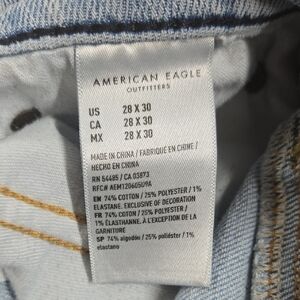 AMERICAN EAGLE
OUTFITTERS
US 28 X 30
CA 28 X 30
MX 28 X 30
MADE IN CHINA / FABRIQUÉ EN CHINE /
HECHO EN CHINA
RN 54485 / CA 03873
RFC# AEM120605U9A
EN 74% COTTON / 25% POLYESTER / 1%
ELASTANE. EXCLUSIVE OF DECORATION
FR 74% COTON / 25% POLYESTER / 1%
ÉLASTHANNE. À L'EXCEPTION DE LA
GARNITURE
SP 74% algodón / 25% poliéster / 1%
elastano